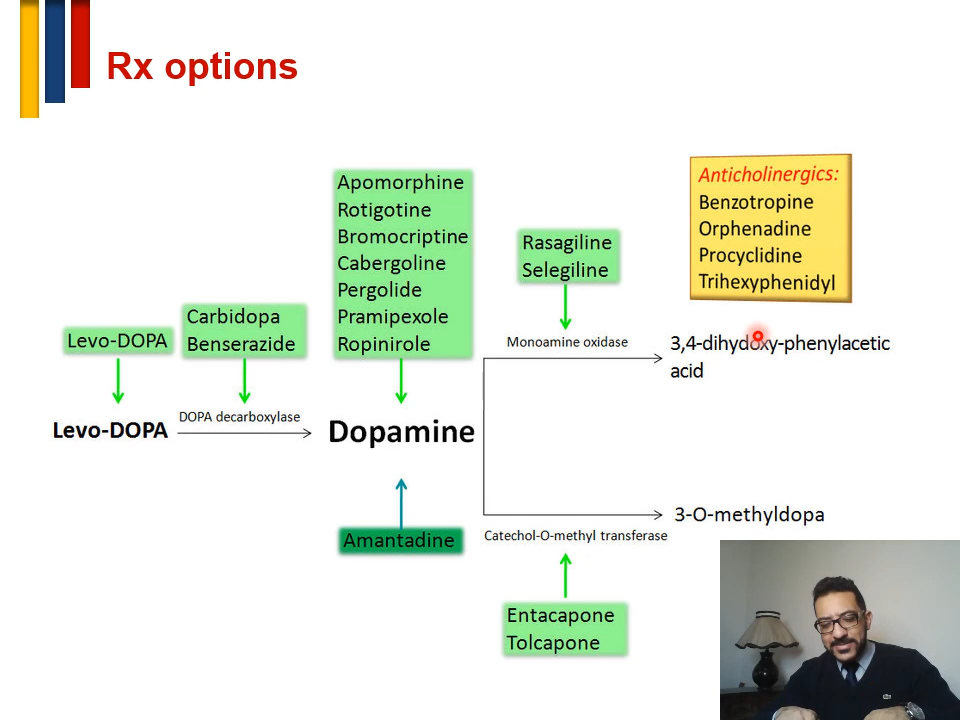 Rx options
Apomorphine
Rotigotine
Bromocriptine
Cabergoline
Pergolide
Pramipexole
Ropinirole
Anticholinergics:
Benzotropine
Orphenadine
Procyclidine
Trihexyphenidyl
Rasagiline
Selegiline
Carbidopa
Benserazide
Levo-DOPA
Monoamine oxidase
3,4-dihydoxy-phenylacetic
acid
Levo-DOPA
DOPA decarboxylase
Dopamine
Amantadine
Catechol-O-methyl transferase
3-O-methyldopa
Entacapone
Tolcapone